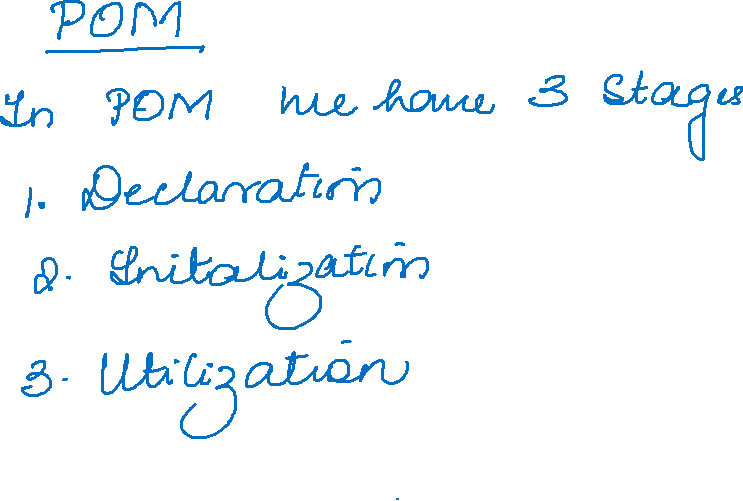 POM
In POM we have 3 stages
1. Declaration
2. Initalization
3. Utilization